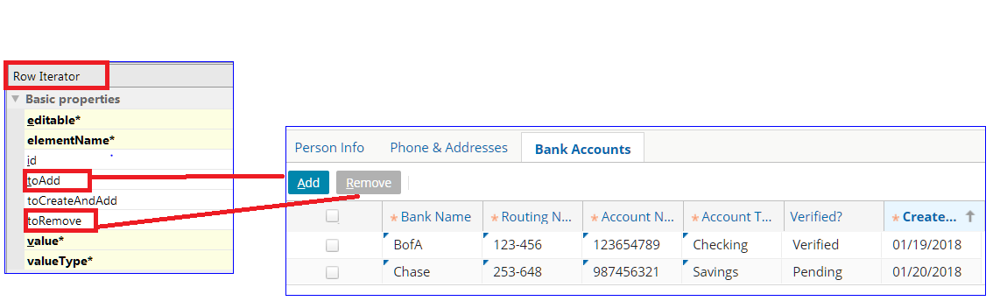 Row Iterator
Basic properties
editable*
elementName*
id
toAdd
toCreateAndAdd
toRemove
value*
valueType*
Person Info Phone & Addresses Bank Accounts
Add Remove
* Bank Name * Routing N... * Account N... * Account T... Verified? * Create...
BofA 123-456 123654789 Checking Verified 01/19/2018
Chase 253-648 987456321 Savings Pending 01/20/2018